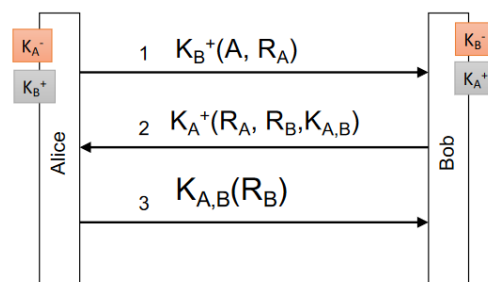 K_A^-
K_B^+
Alice
1 K_B^+(A, R_A)
2 K_A^+(R_A, R_B,K_A,B)
3 K_A,B(R_B)
Bob
K_B^-
K_A^+